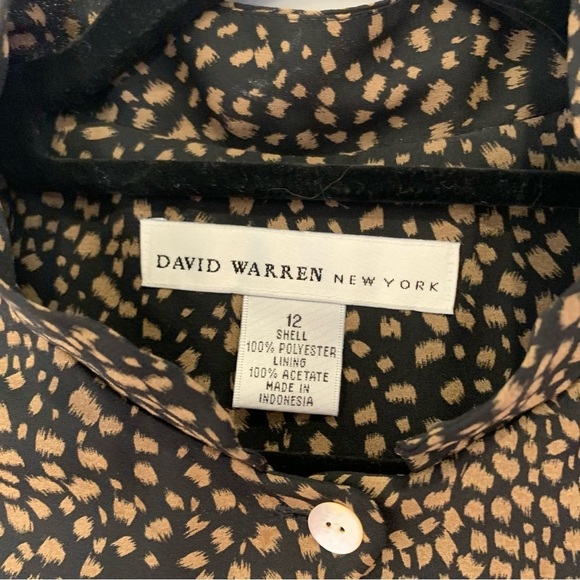 DAVID WARREN NEW YORK
12
SHELL
100% POLYESTER
LINING
100% ACETATE
MADE IN
INDONESIA